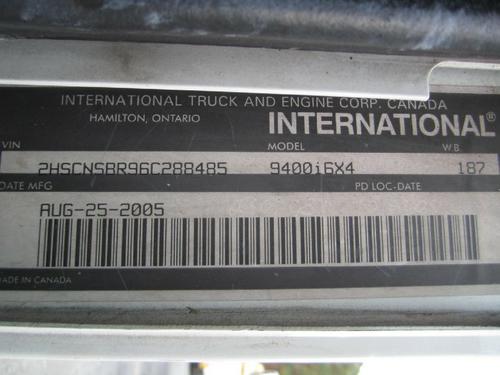 INTERNATIONAL TRUCK AND ENGINE CORP. CANADA
HAMILTON, ONTARIO INTERNATIONAL®
VIN MODEL WB
2HSCNSBR96C288485 9400i6X4 187
DATE MFG PD LOC-DATE
AUG-25-2005
MADE IN CANADA